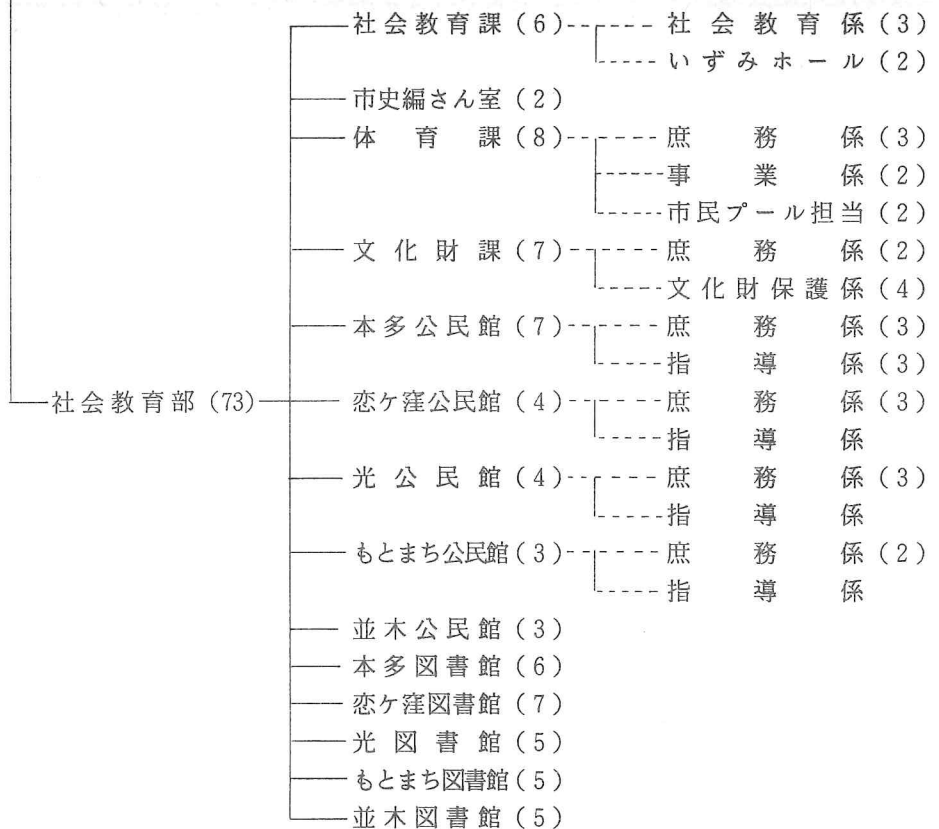 社会教育課（6） 社会教育係（3）
いずみホール（2）
市史編さん室（2）
体育課（8） 庶務係（3）
事業係（2）
市民プール担当（2）
文化財課（7） 庶務係（2）
文化財保護係（4）
本多公民館（7） 庶務係（3）
指導係（3）
社会教育部（73） 恋ケ窪公民館（4） 庶務係（3）
指導係
光公民館（4） 庶務係（3）
指導係
もとまち公民館（3） 庶務係（2）
指導係
並木公民館（3）
本多図書館（6）
恋ケ窪図書館（7）
光図書館（5）
もとまち図書館（5）
並木図書館（5）